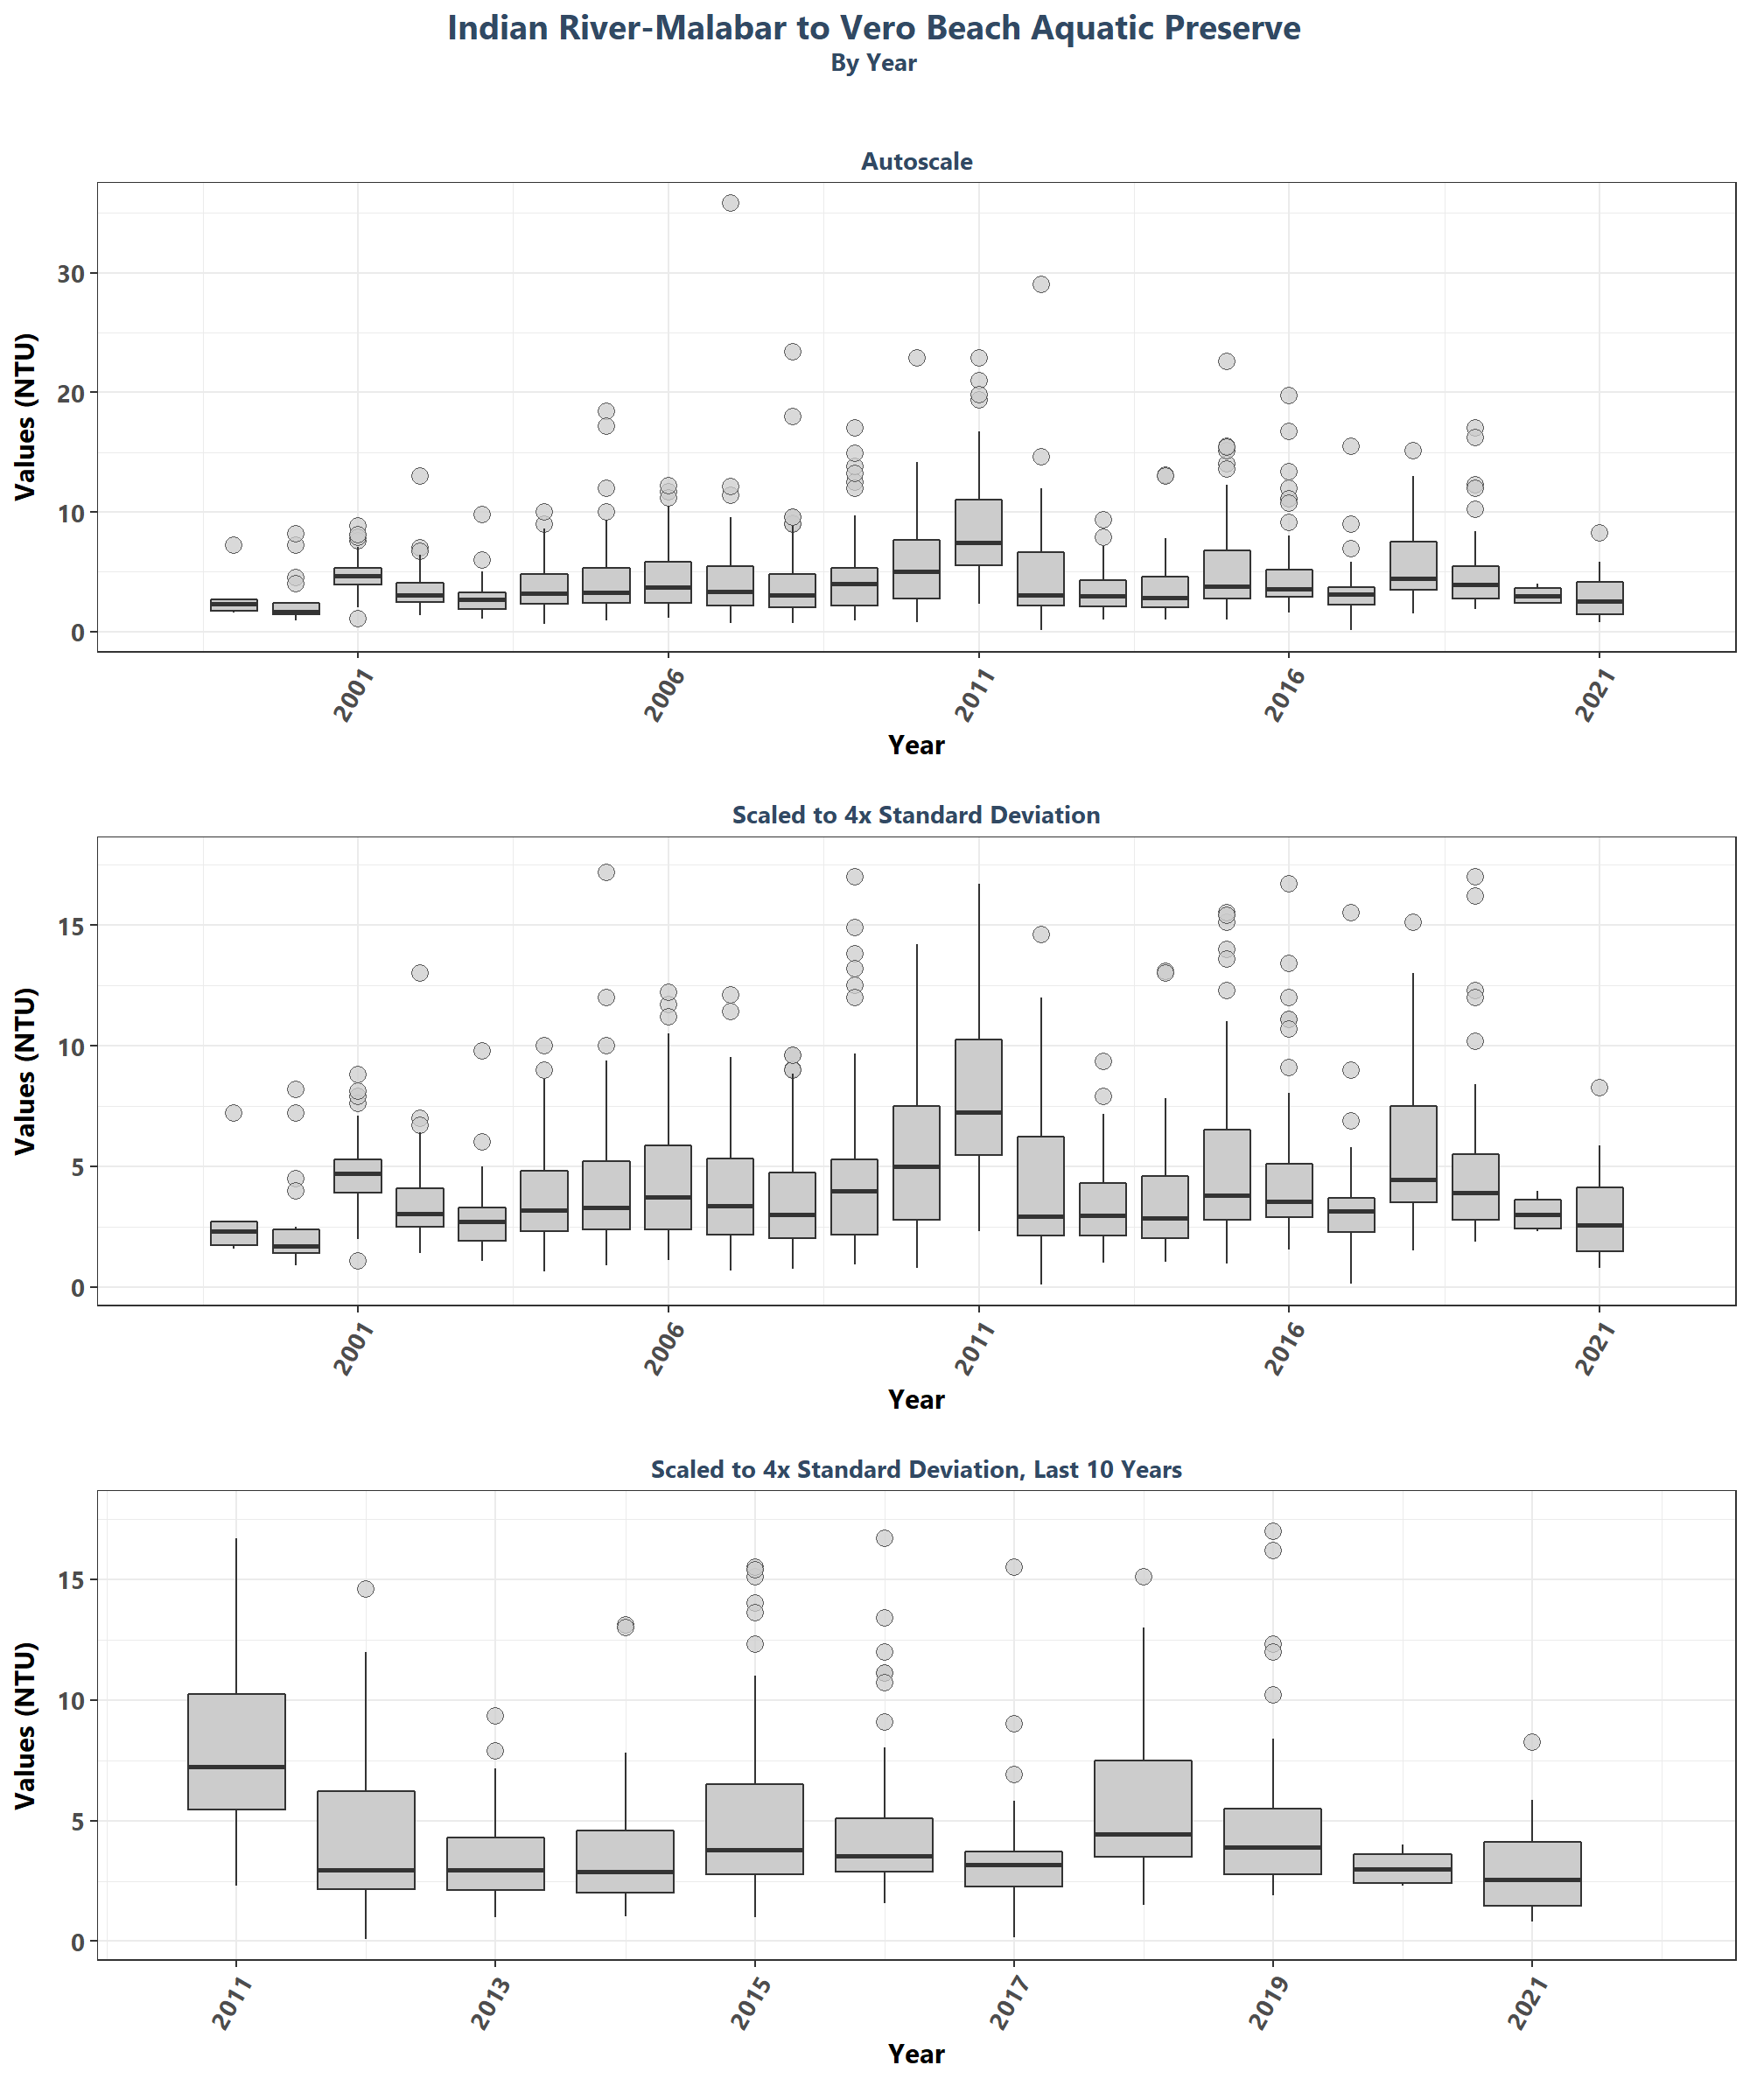 Indian River-Malabar to Vero Beach Aquatic Preserve
By Year
Autoscale
Values (NTU)
30
20
10
0
2001
2006
2011
2016
2021
Year
Scaled to 4x Standard Deviation
Values (NTU)
15
10
5
0
2001
2006
2011
2016
2021
Year
Scaled to 4x Standard Deviation, Last 10 Years
Values (NTU)
15
10
5
0
2011
2013
2015
2017
2019
2021
Year